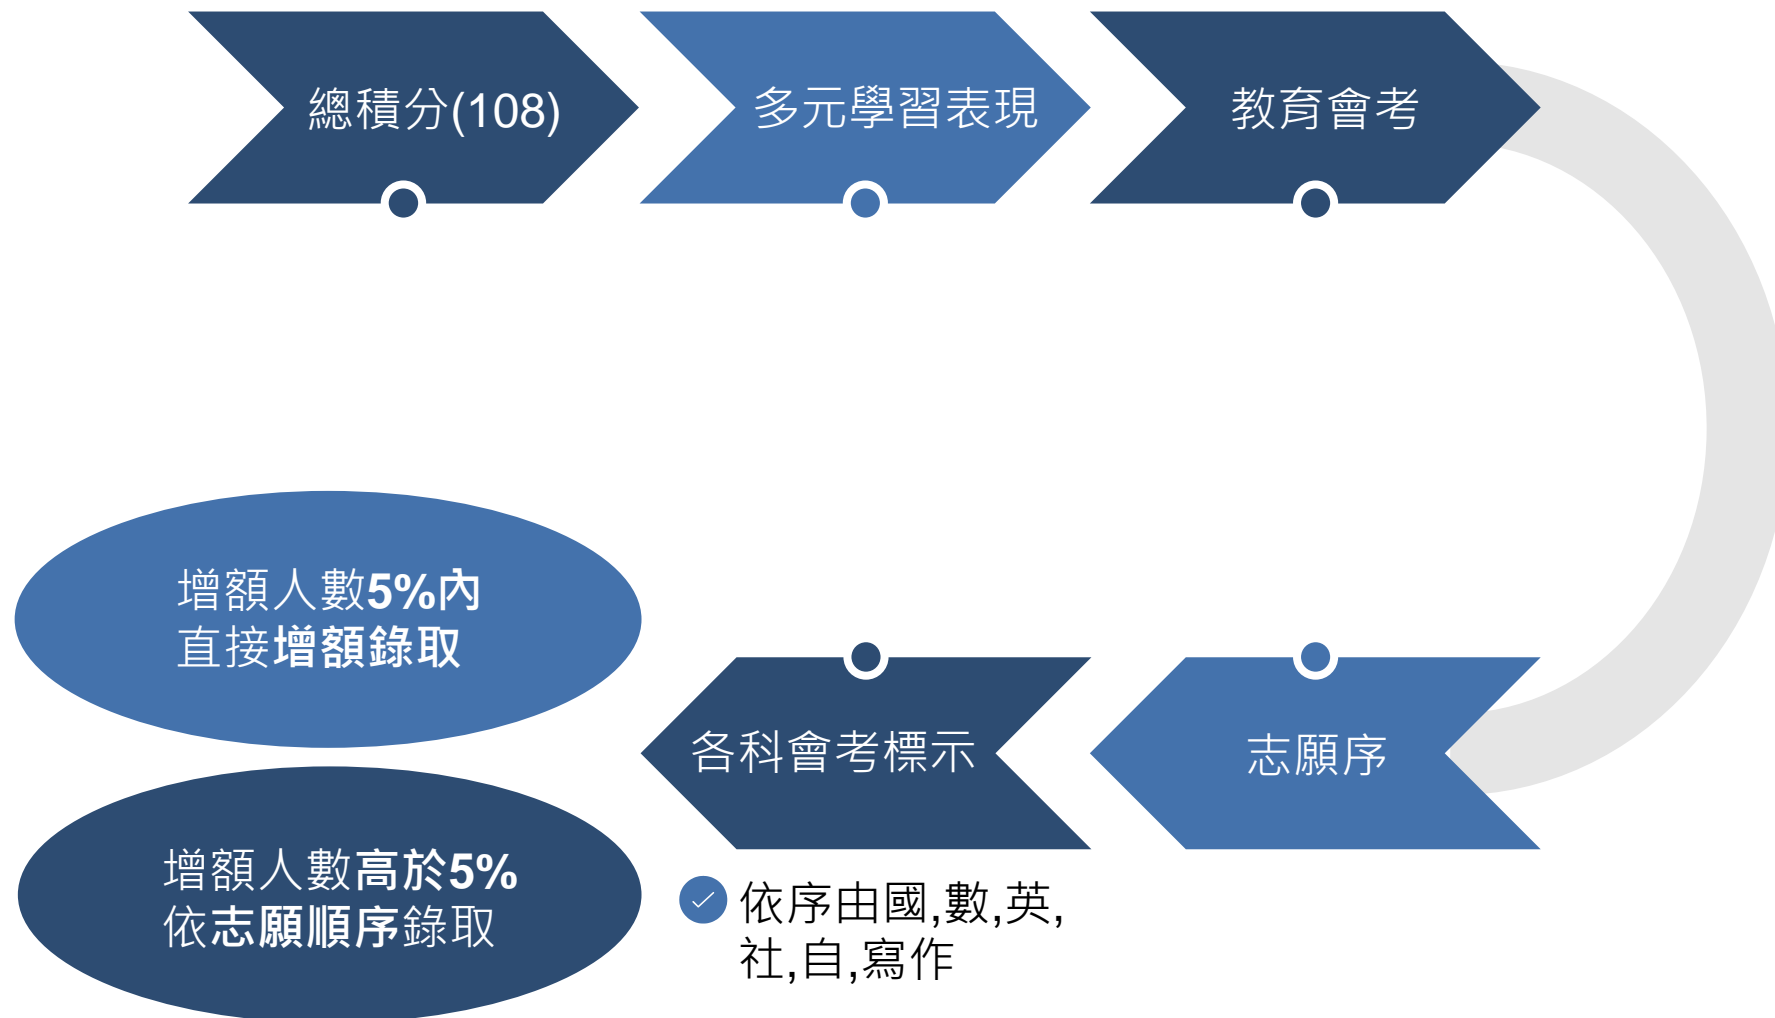 總積分(108)
多元學習表現
教育會考
志願序
各科會考標示
依序由國,數,英,
社,自,寫作
增額人數5%內
直接增額錄取
增額人數高於5%
依志願順序錄取